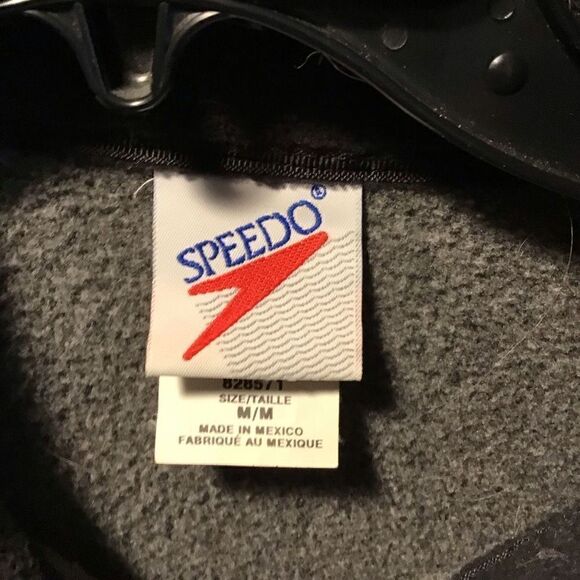 SPEEDO®
828571
SIZE/TAILLE
M/M
MADE IN MEXICO
FABRIQUÉ AU MEXIQUE